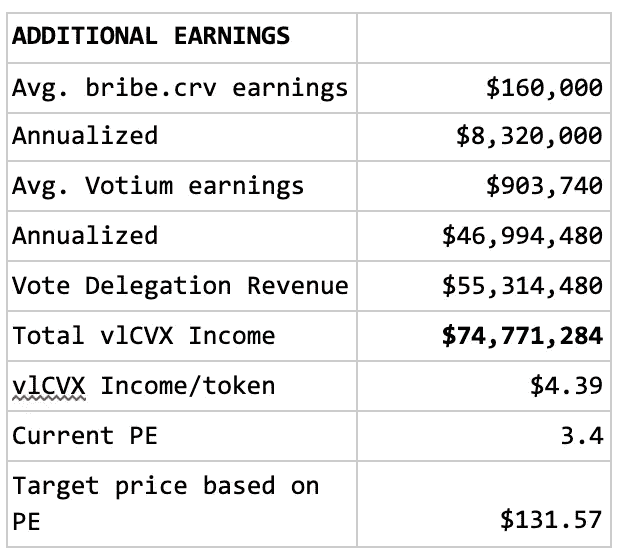 ADDITIONAL EARNINGS
Avg. bribe.crv earnings $160,000
Annualized $8,320,000
Avg. Votium earnings $903,740
Annualized $46,994,480
Vote Delegation Revenue $55,314,480
Total vlCVX Income $74,771,284
vlCVX Income/token $4.39
Current PE 3.4
Target price based on
PE $131.57